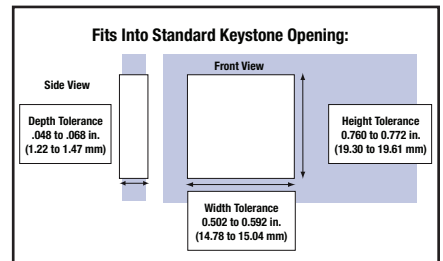 Fits Into Standard Keystone Opening:
Side View
Front View
Depth Tolerance
.048 to .068 in.
(1.22 to 1.47 mm)
Height Tolerance
0.760 to 0.772 in.
(19.30 to 19.61 mm)
Width Tolerance
0.502 to 0.592 in.
(14.78 to 15.04 mm)